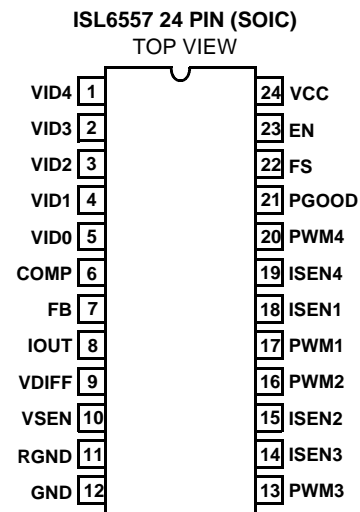 ISL6557 24 PIN (SOIC)
TOP VIEW
VID4 1 24 VCC
VID3 2 23 EN
VID2 3 22 FS
VID1 4 21 PGOOD
VID0 5 20 PWM4
COMP 6 19 ISEN4
FB 7 18 ISEN1
IOUT 8 17 PWM1
VDIFF 9 16 PWM2
VSEN 10 15 ISEN2
RGND 11 14 ISEN3
GND 12 13 PWM3